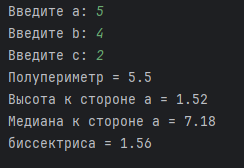 Введите a: 5
Введите b: 4
Введите c: 2
Полупериметр = 5.5
Высота к стороне a = 1.52
Медиана к стороне a = 7.18
биссектриса = 1.56